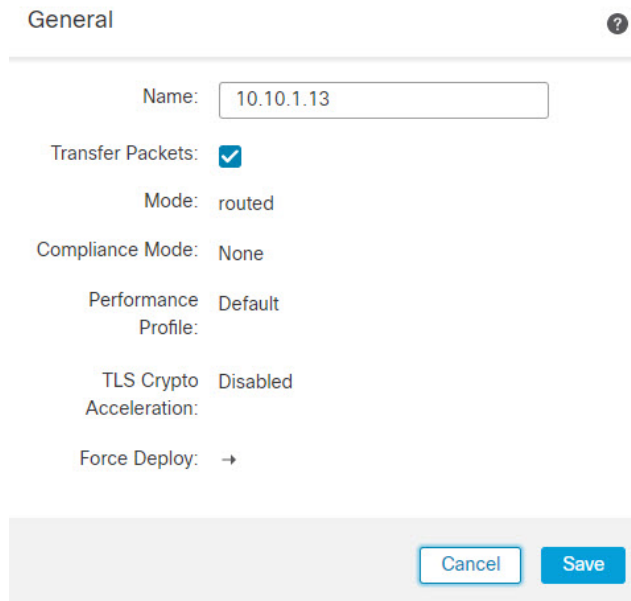 General ?
Name: 10.10.1.13
Transfer Packets:
Mode: routed
Compliance Mode: None
Performance Default
Profile:
TLS Crypto Disabled
Acceleration:
Force Deploy: →
Cancel Save